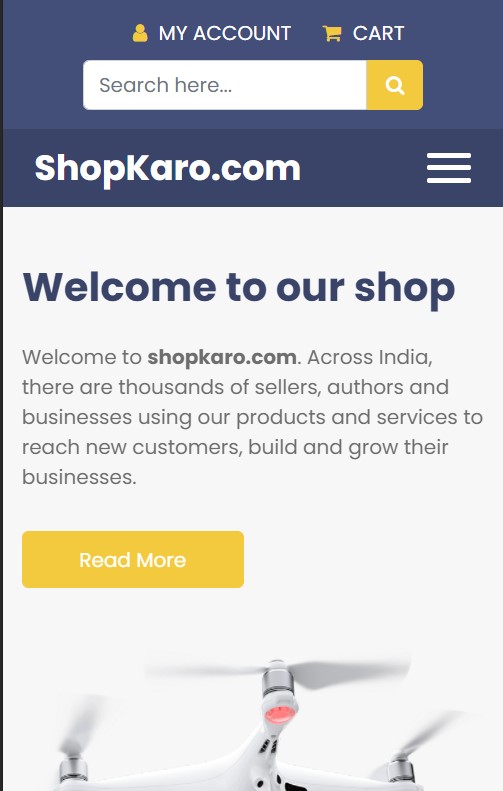 MY ACCOUNT CART
Search here...
ShopKaro.com
Welcome to our shop
Welcome to shopkaro.com. Across India,
there are thousands of sellers, authors and
businesses using our products and services to
reach new customers, build and grow their
businesses.
Read More